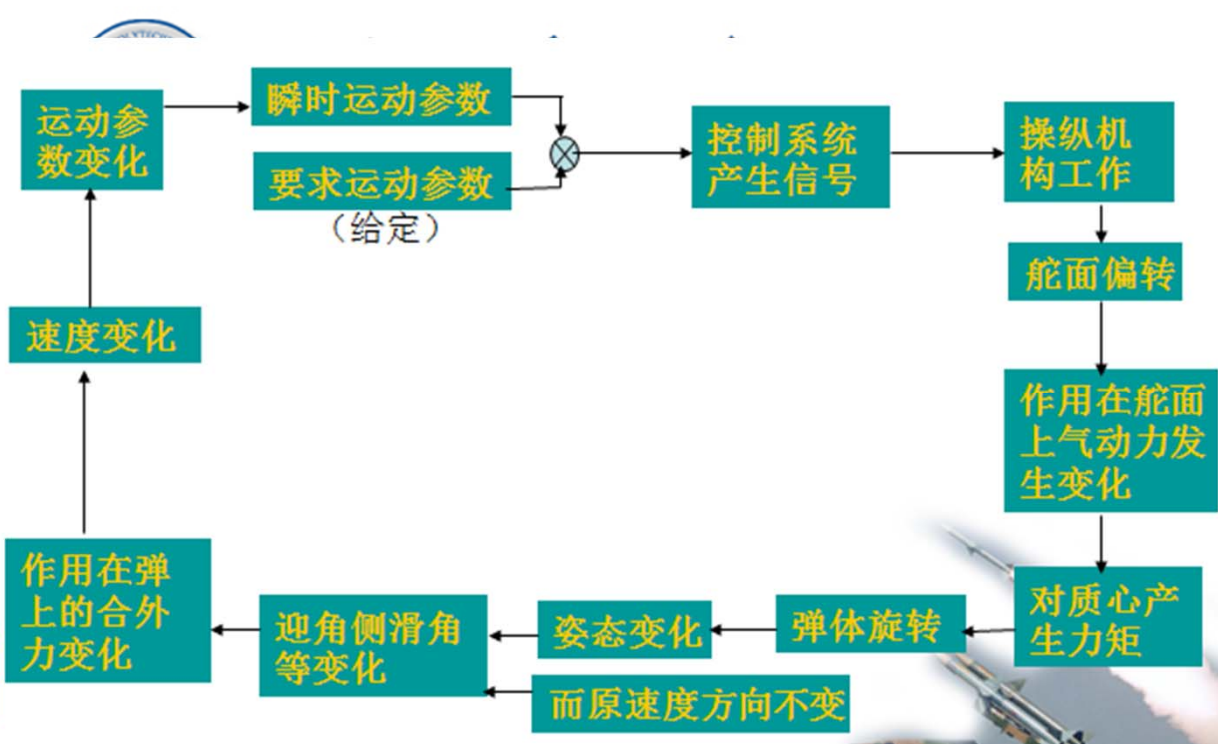 运动参
数变化
瞬时运动参数
要求运动参数
（给定）
控制系统
产生信号
操纵机
构工作
舵面偏转
作用在舵面
上气动力发
生变化
对质心产
生力矩
弹体旋转
姿态变化
而原速度方向不变
迎角侧滑角
等变化
作用在弹
上的合外
力变化
速度变化